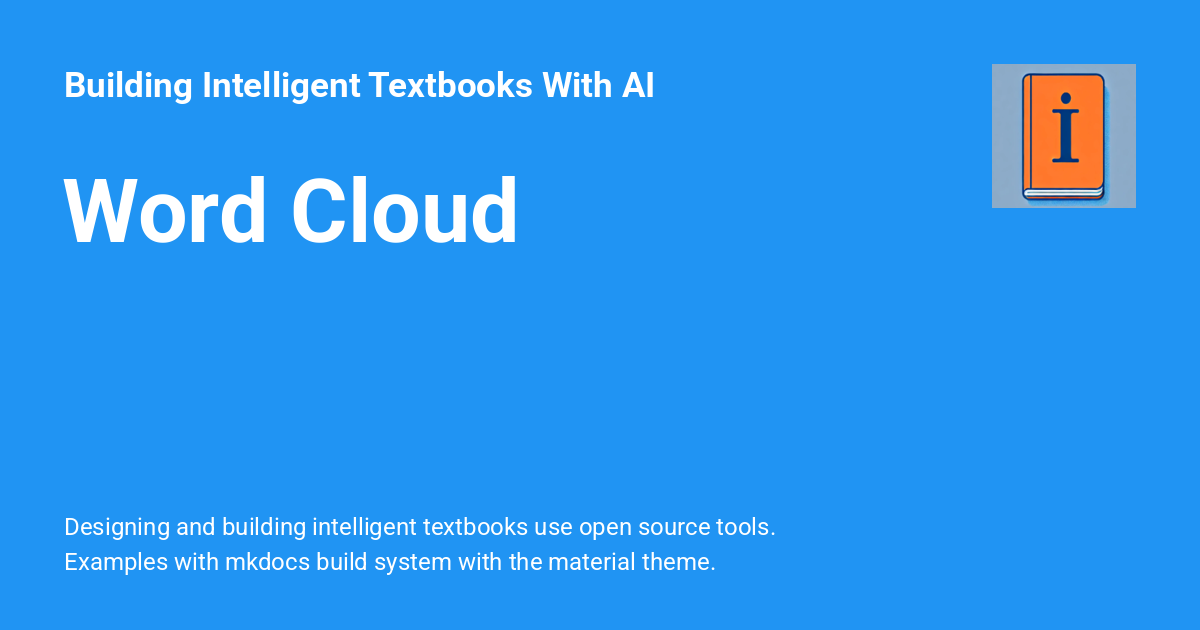 Building Intelligent Textbooks With AI
i
Word Cloud
Designing and building intelligent textbooks use open source tools.
Examples with mkdocs build system with the material theme.